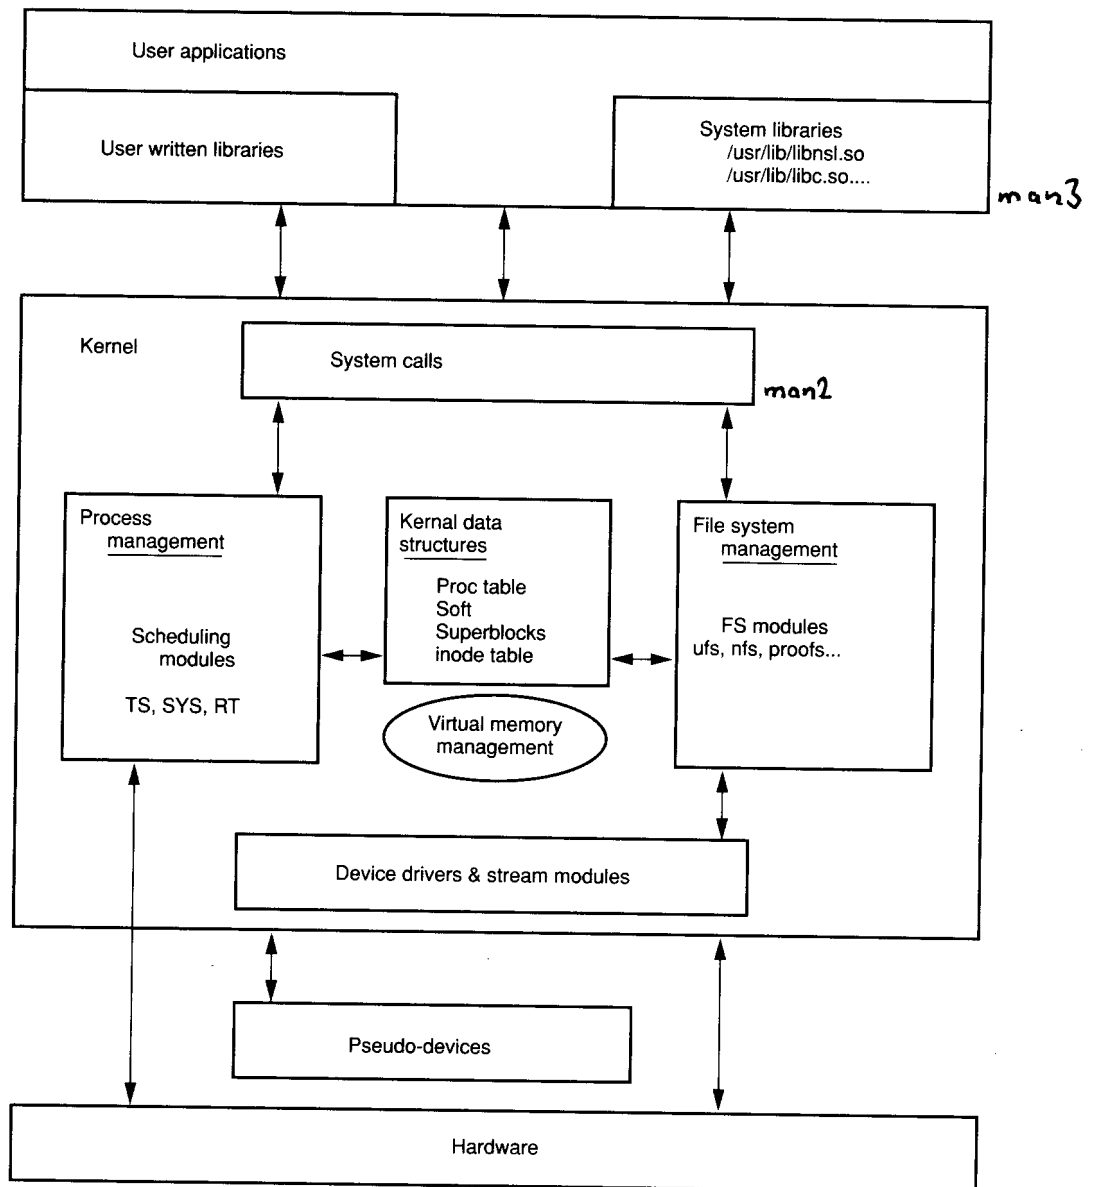 User applications
User written libraries
System libraries
/usr/lib/libnsl.so
/usr/lib/libc.so....
man3
Kernel
System calls
man2
Process
management
Scheduling
modules
TS, SYS, RT
Kernal data
structures
Proc table
Soft
Superblocks
inode table
Virtual memory
management
File system
management
FS modules
ufs, nfs, proofs...
Device drivers & stream modules
Pseudo-devices
Hardware